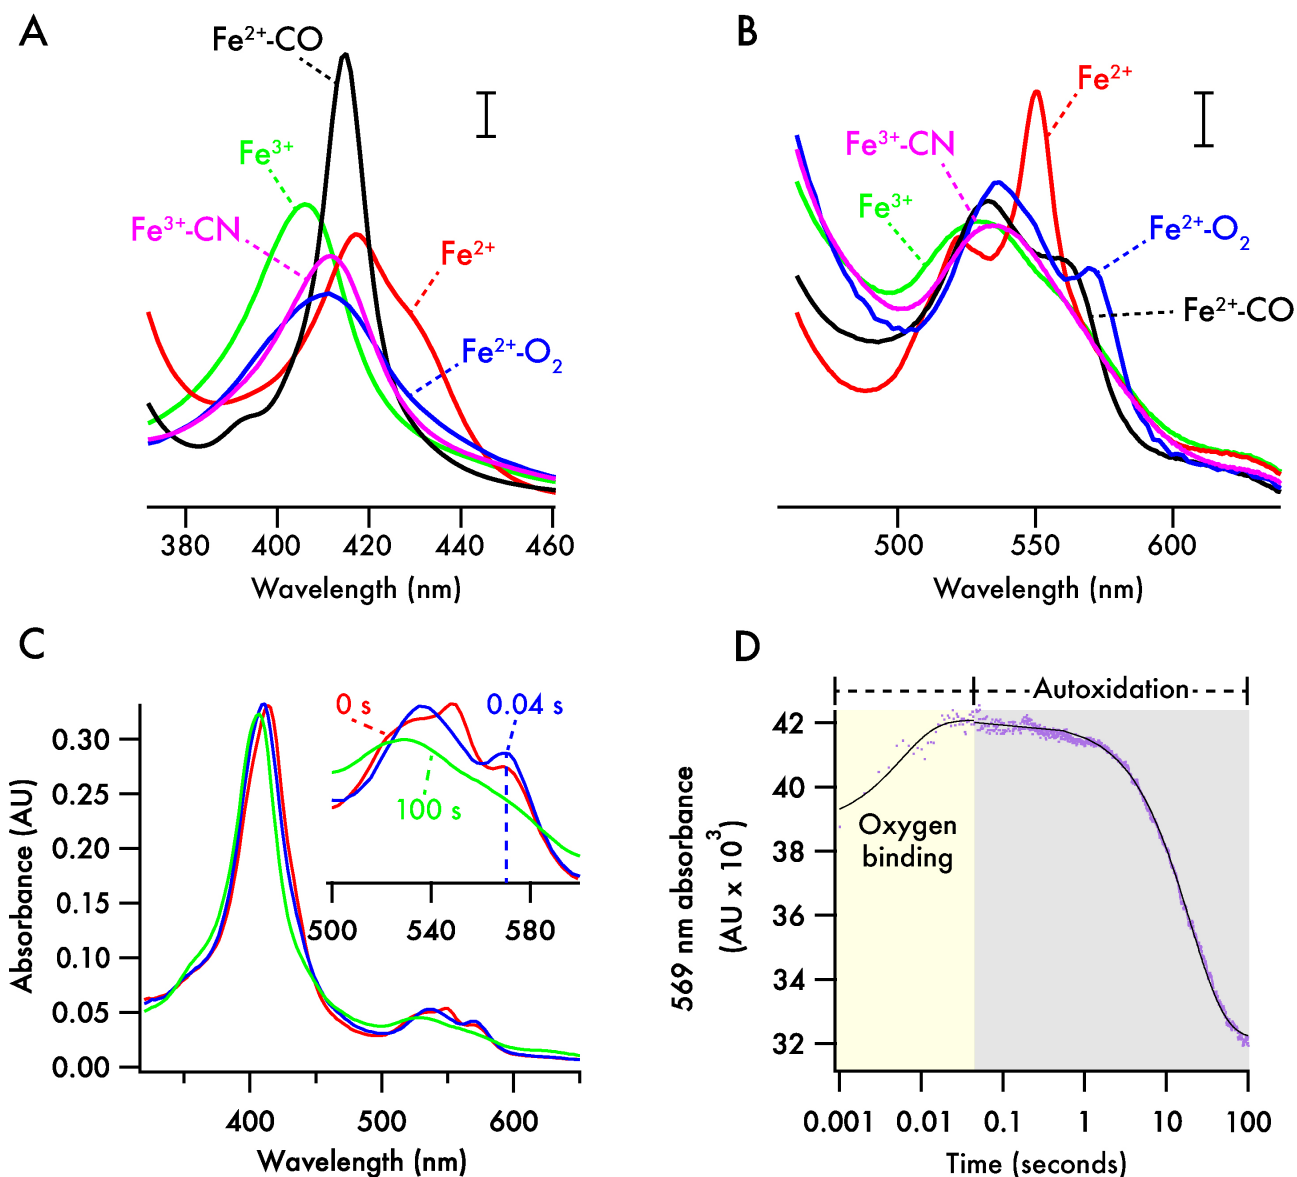 A
Fe²⁺-CO
Fe³⁺
Fe³⁺-CN
Fe²⁺
Fe²⁺-O₂
380 400 420 440 460
Wavelength (nm)
B
Fe²⁺
Fe³⁺-CN
Fe³⁺
Fe²⁺-O₂
Fe²⁺-CO
500 550 600
Wavelength (nm)
C
0 s
0.04 s
100 s
500 540 580
0.30
0.25
0.20
0.15
0.10
0.05
0.00
Absorbance (AU)
400 500 600
Wavelength (nm)
D
Autoxidation
Oxygen
binding
42
40
38
36
34
32
569 nm absorbance
(AU x 10³)
0.001 0.01 0.1 1 10 100
Time (seconds)